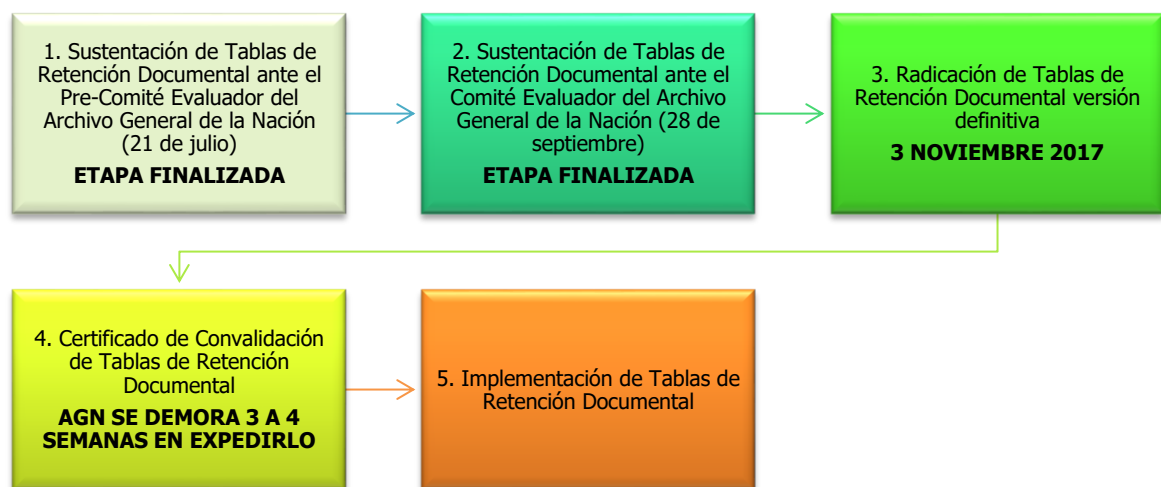 1. Sustentación de Tablas de
Retención Documental ante el
Pre-Comité Evaluador del
Archivo General de la Nación
(21 de julio)
ETAPA FINALIZADA
2. Sustentación de Tablas de
Retención Documental ante el
Comité Evaluador del Archivo
General de la Nación (28 de
septiembre)
ETAPA FINALIZADA
3. Radicación de Tablas de
Retención Documental versión
definitiva
3 NOVIEMBRE 2017
4. Certificado de Convalidación
de Tablas de Retención
Documental
AGN SE DEMORA 3 A 4
SEMANAS EN EXPEDIRLO
5. Implementación de Tablas de
Retención Documental